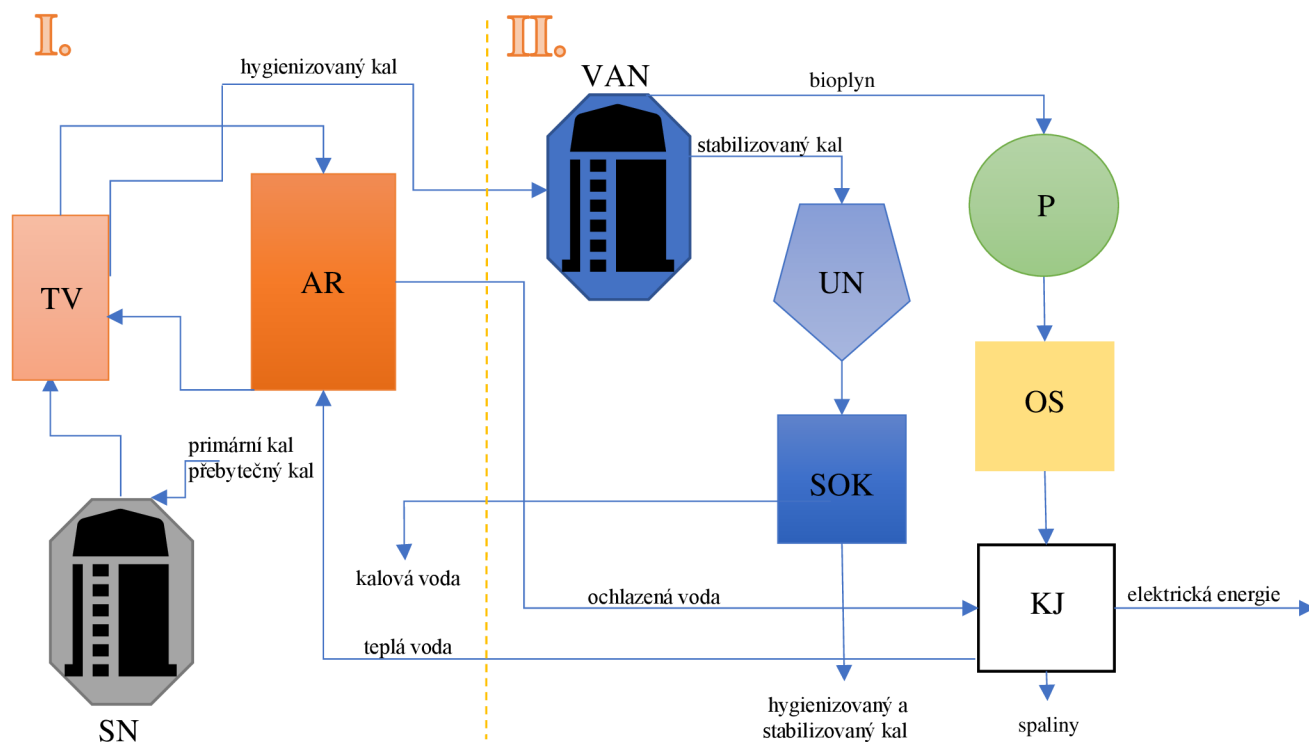 I.
II.
hygienizovaný kal
VAN
bioplyn
stabilizovaný kal
P
TV
AR
UN
OS
primární kal
přebytečný kal
SOK
kalová voda
ochlazená voda
KJ
elektrická energie
teplá voda
SN
hygienizovaný a
stabilizovaný kal
spaliny